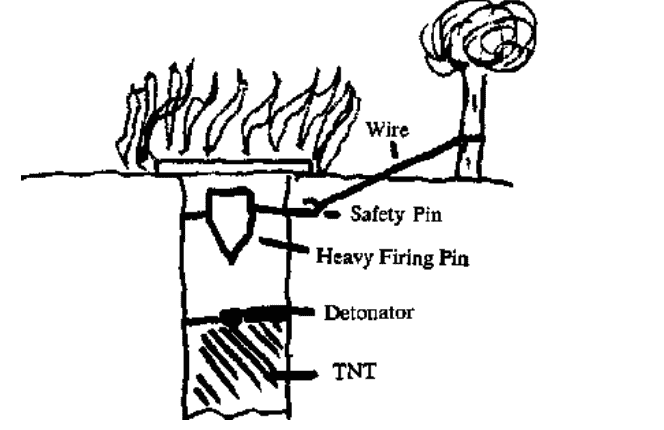 Wire
Safety Pin
Heavy Firing Pin
Detonator
TNT